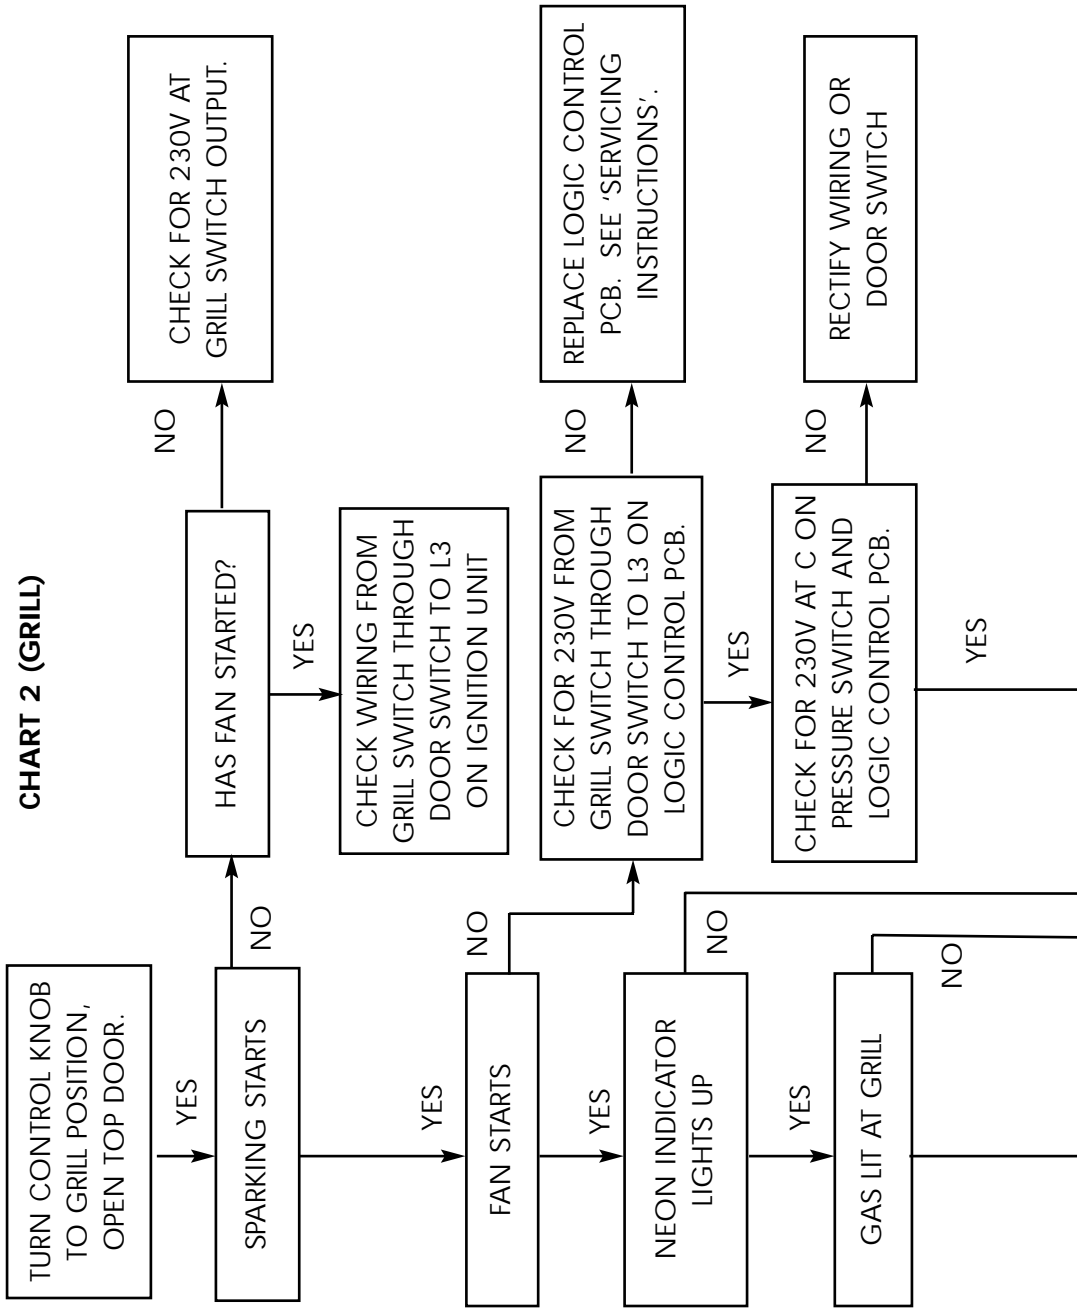 CHART 2 (GRILL)
TURN CONTROL KNOB
TO GRILL POSITION,
OPEN TOP DOOR.
YES
SPARKING STARTS
NO
HAS FAN STARTED?
NO
CHECK FOR 230V AT
GRILL SWITCH OUTPUT.
YES
CHECK WIRING FROM
GRILL SWITCH THROUGH
DOOR SWITCH TO L3
ON IGNITION UNIT
YES
FAN STARTS
NO
CHECK FOR 230V FROM
GRILL SWITCH THROUGH
DOOR SWITCH TO L3 ON
LOGIC CONTROL PCB.
NO
REPLACE LOGIC CONTROL
PCB. SEE ‘SERVICING
INSTRUCTIONS’.
YES
CHECK FOR 230V AT C ON
PRESSURE SWITCH AND
LOGIC CONTROL PCB.
NO
RECTIFY WIRING OR
DOOR SWITCH
YES
YES
NEON INDICATOR
LIGHTS UP
NO
YES
GAS LIT AT GRILL
NO